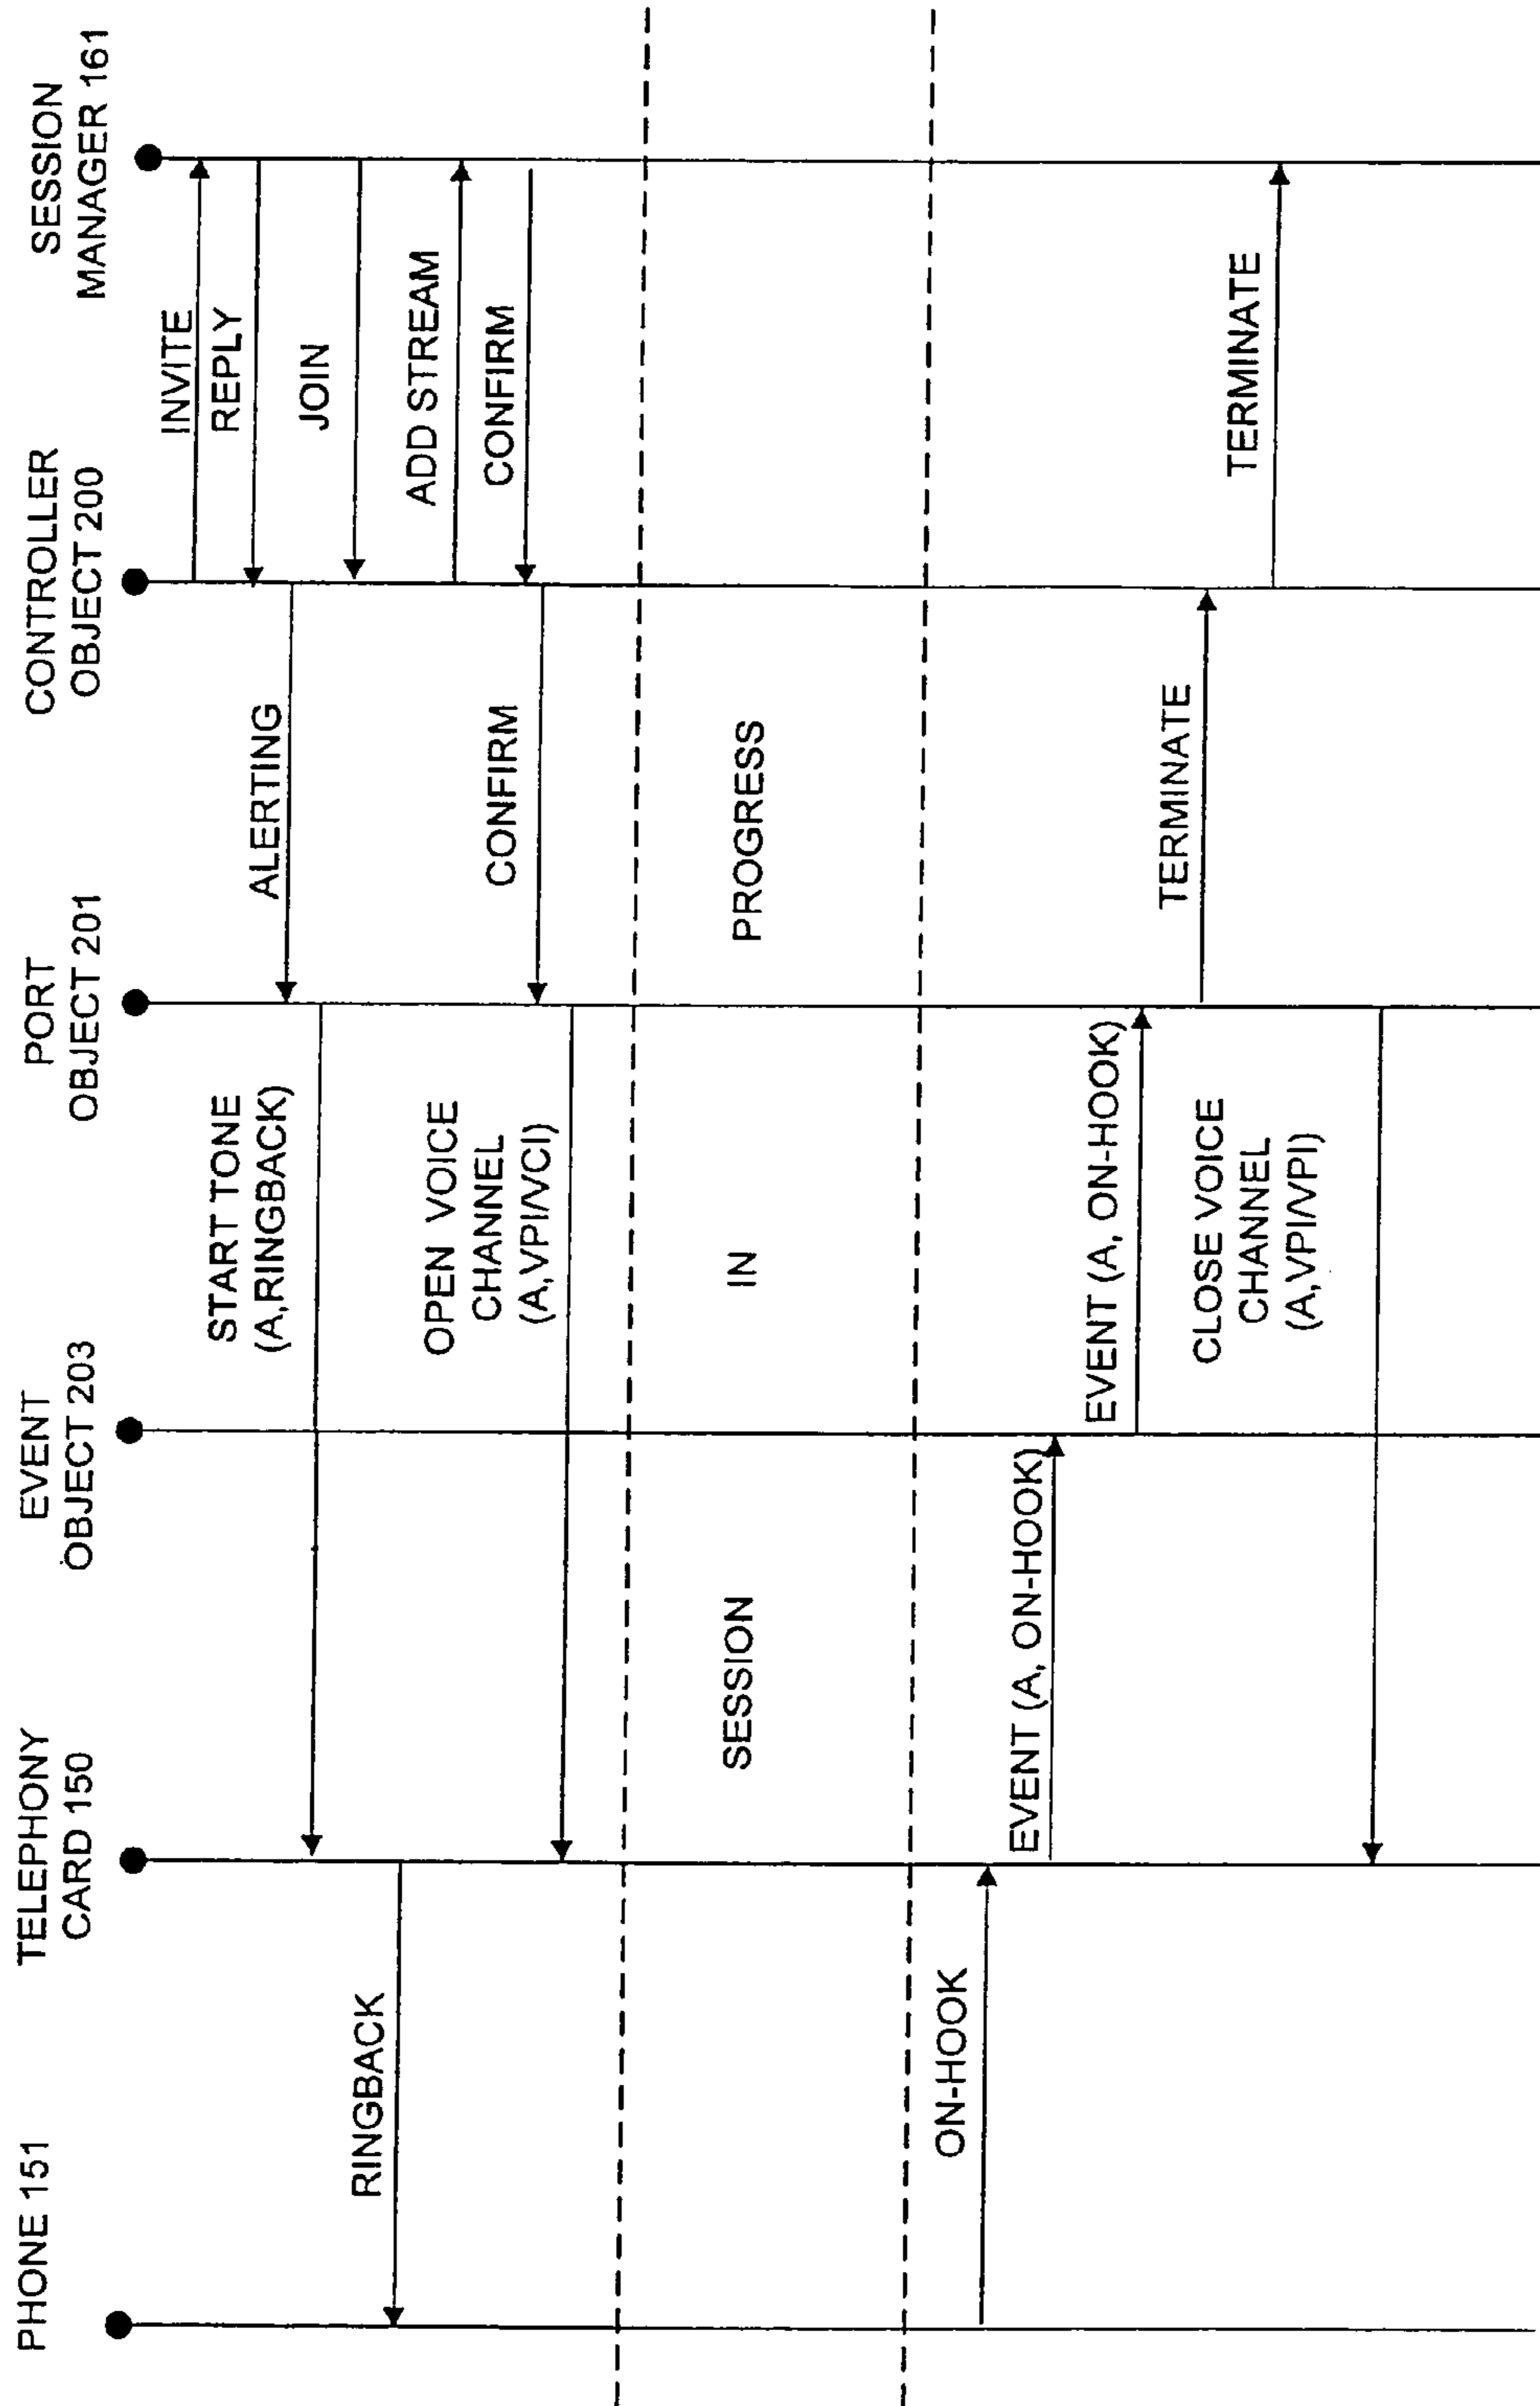 PHONE 151
TELEPHONY
CARD 150
EVENT
OBJECT 203
PORT
OBJECT 201
CONTROLLER
OBJECT 200
SESSION
MANAGER 161
INVITE
REPLY
ALERTING
START TONE
(A,RINGBACK)
JOIN
RINGBACK
ADD STREAM
CONFIRM
CONFIRM
OPEN VOICE
CHANNEL
(A,VPI/VCI)
SESSION
IN
PROGRESS
ON-HOOK
EVENT (A, ON-HOOK)
EVENT (A, ON-HOOK)
TERMINATE
TERMINATE
CLOSE VOICE
CHANNEL
(A,VPI/VPI)